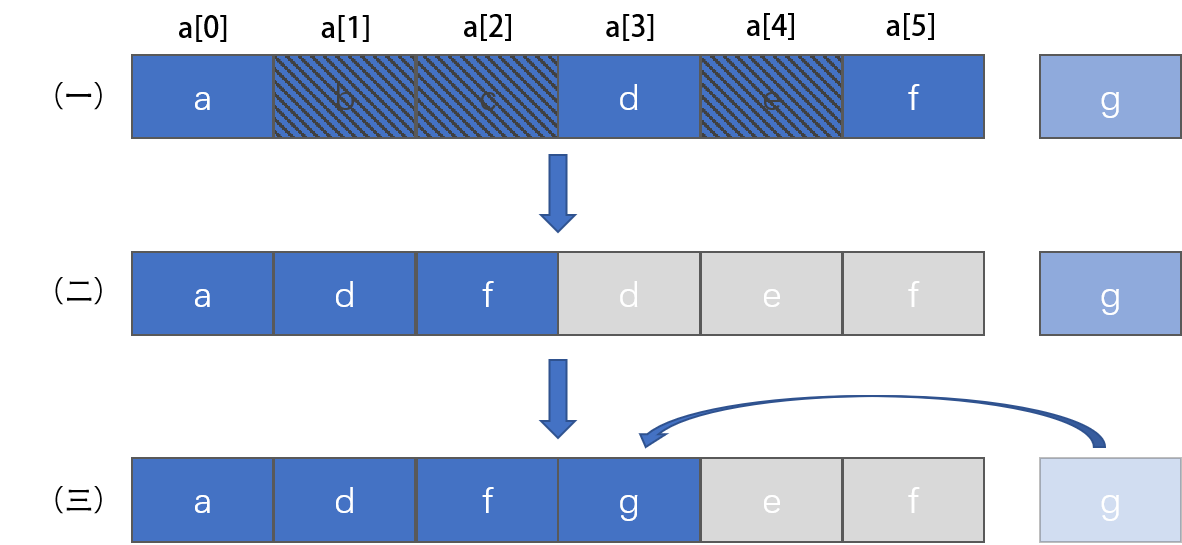 a[0] a[1] a[2] a[3] a[4] a[5]
（一） a b c d e f g
（二） a d f d e f g
（三） a d f g e f g